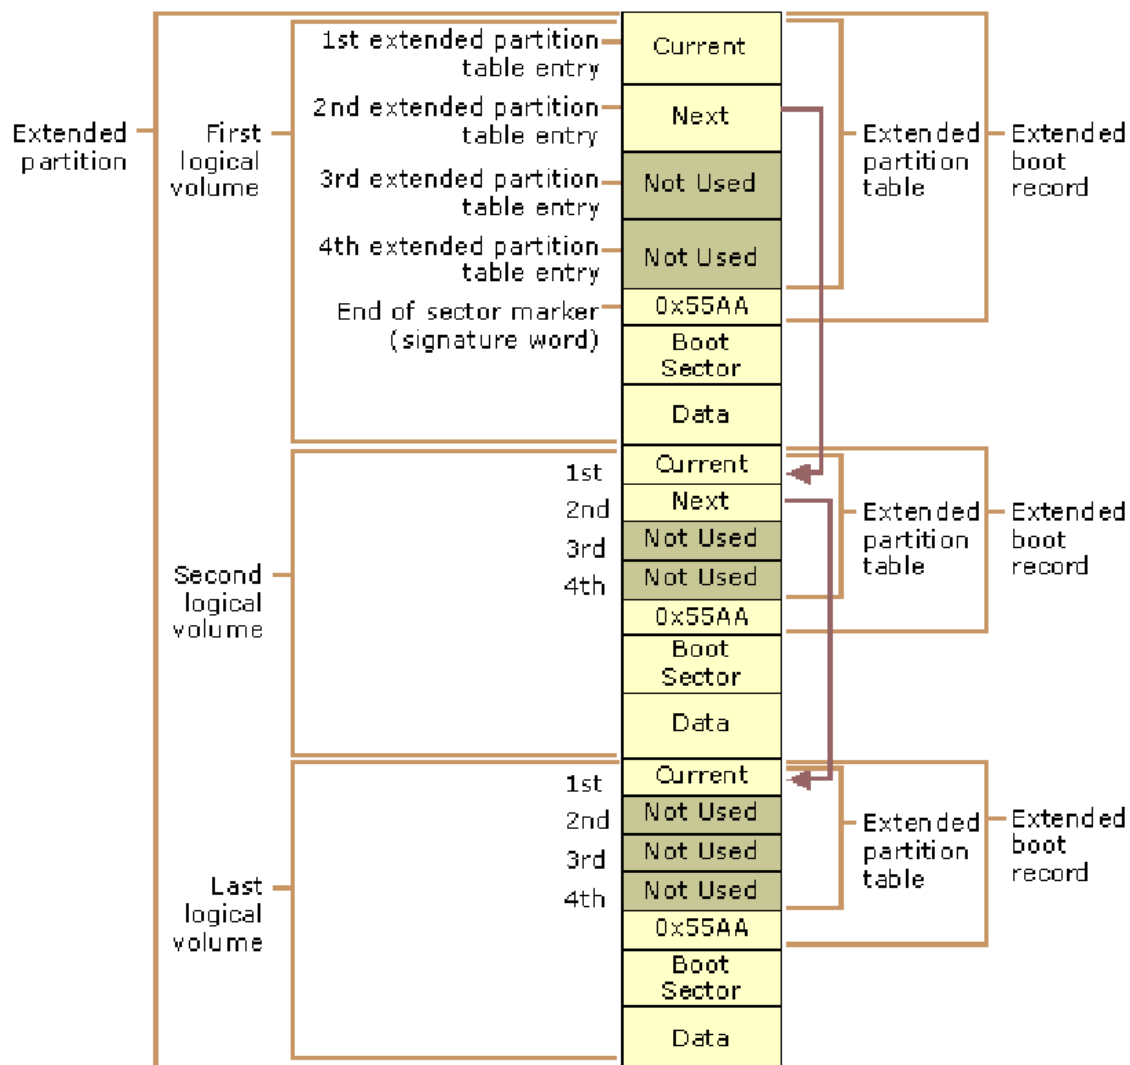 1st extended partition
table entry
Current
2nd extended partition
table entry
Next
Extended
partition
First
logical
volume
Extended
partition
table
Extended
boot
record
3rd extended partition
table entry
Not Used
4th extended partition
table entry
Not Used
End of sector marker
(signature word)
0x55AA
Boot
Sector
Data
1st
Current
2nd
Next
3rd
Not Used
4th
Not Used
0x55AA
Extended
partition
table
Extended
boot
record
Second
logical
volume
Boot
Sector
Data
1st
Current
2nd
Not Used
3rd
Not Used
4th
Not Used
0x55AA
Extended
partition
table
Extended
boot
record
Last
logical
volume
Boot
Sector
Data